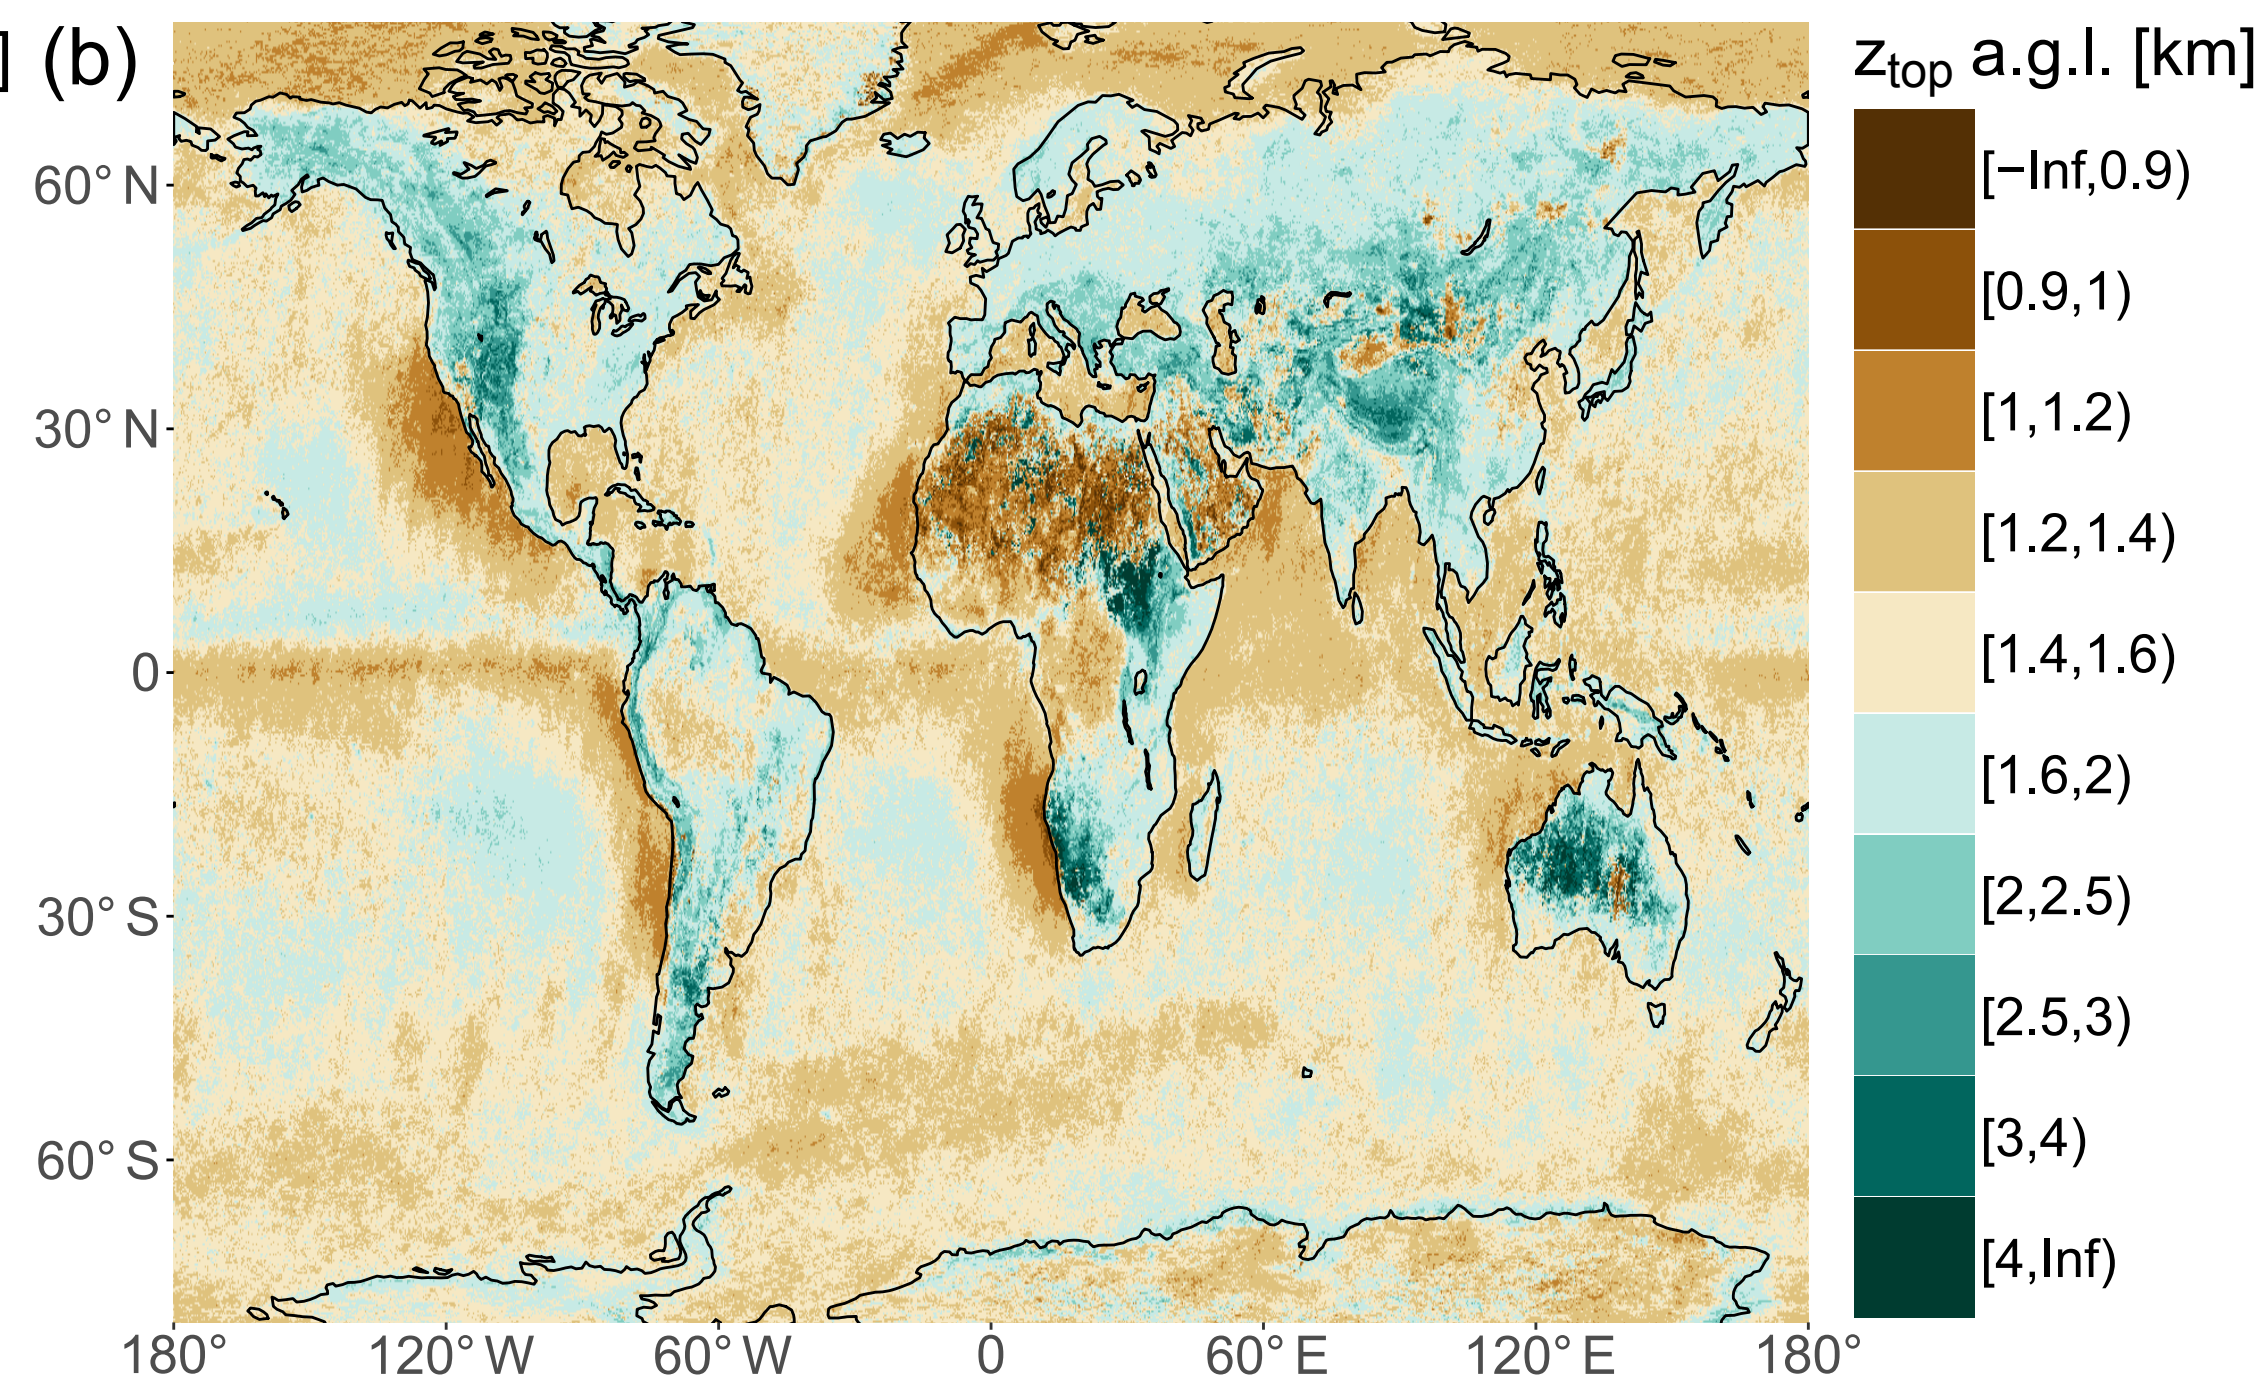 ] (b)
z_top a.g.l. [km]
[−Inf,0.9)
[0.9,1)
[1,1.2)
[1.2,1.4)
[1.4,1.6)
[1.6,2)
[2,2.5)
[2.5,3)
[3,4)
[4,Inf)
60° N
30° N
0
30° S
60° S
180° 120° W 60° W 0 60° E 120° E 180°